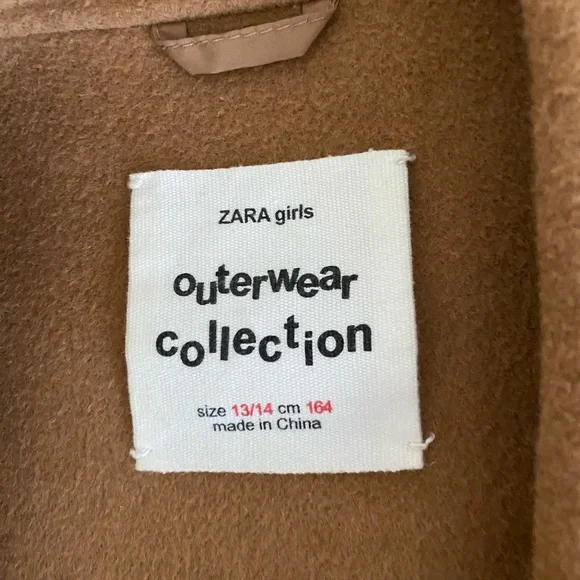 ZARA girls
outerwear
collection
size 13/14 cm 164
made in China